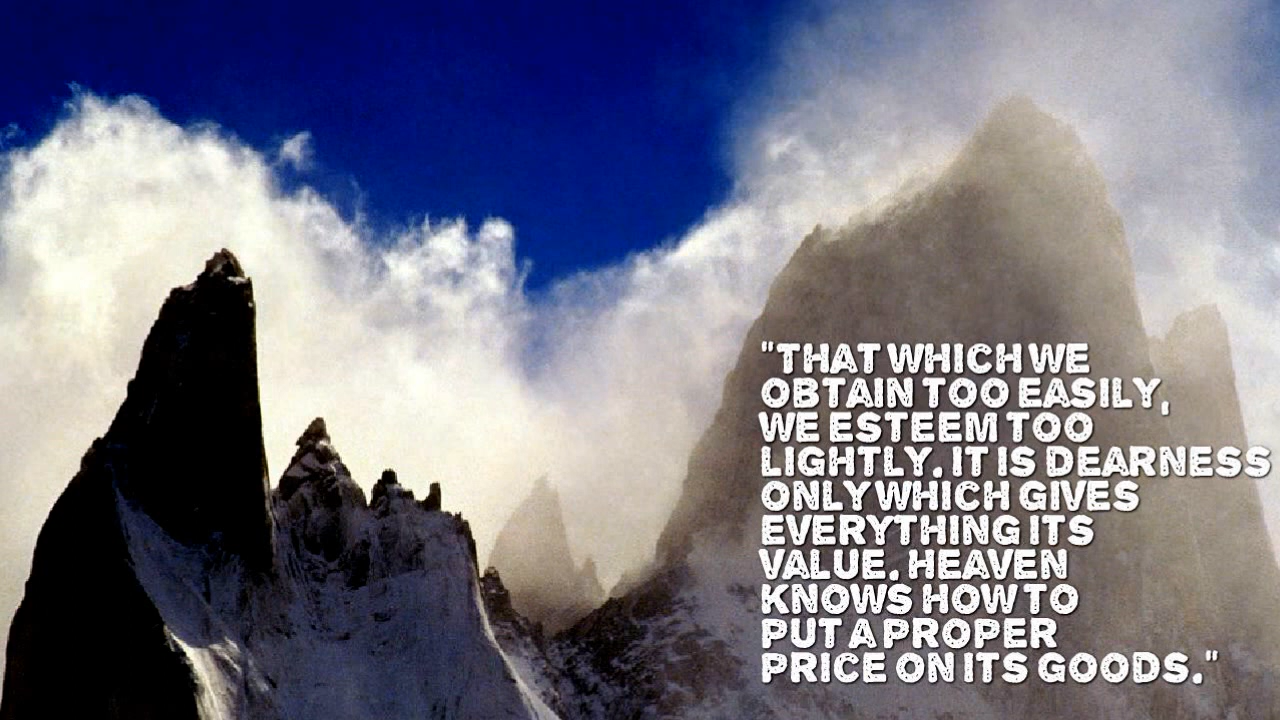 "THAT WHICH WE
OBTAIN TOO EASILY,
WE ESTEEM TOO
LIGHTLY. IT IS DEARNESS
ONLY WHICH GIVES
EVERYTHING ITS
VALUE. HEAVEN
KNOWS HOW TO
PUT A PROPER
PRICE ON ITS GOODS."